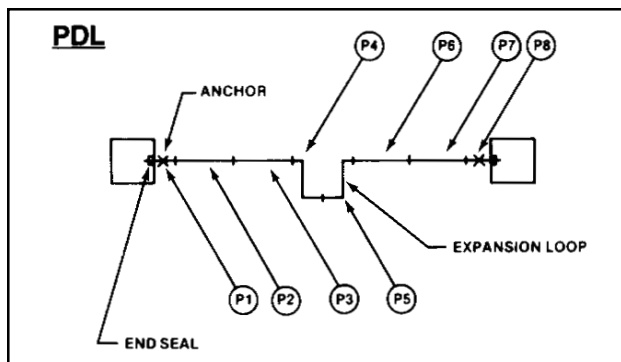 PDL
P4
P6
P7
P8
ANCHOR
EXPANSION LOOP
P1
P2
P3
P5
END SEAL